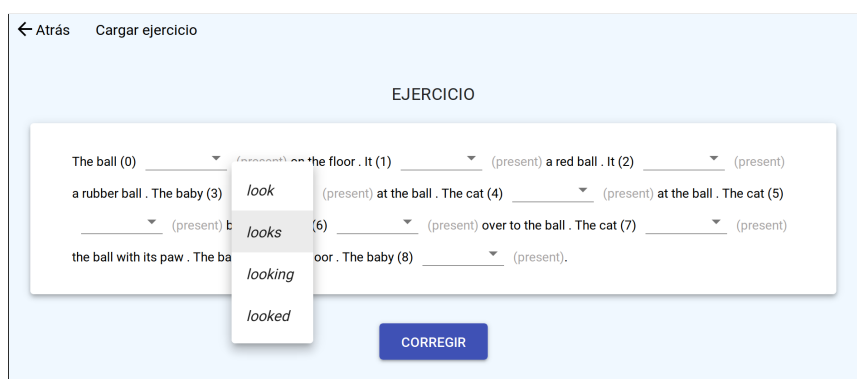 Atrás Cargar ejercicio
EJERCICIO
The ball (0) (present) on the floor . It (1) (present) a red ball . It (2) (present)
a rubber ball . The baby (3) (present) at the ball . The cat (4) (present) at the ball . The cat (5)
(present) (6) (present) over to the ball . The cat (7) (present)
the ball with its paw . The . The baby (8) (present).
look
looks
looking
looked
CORREGIR